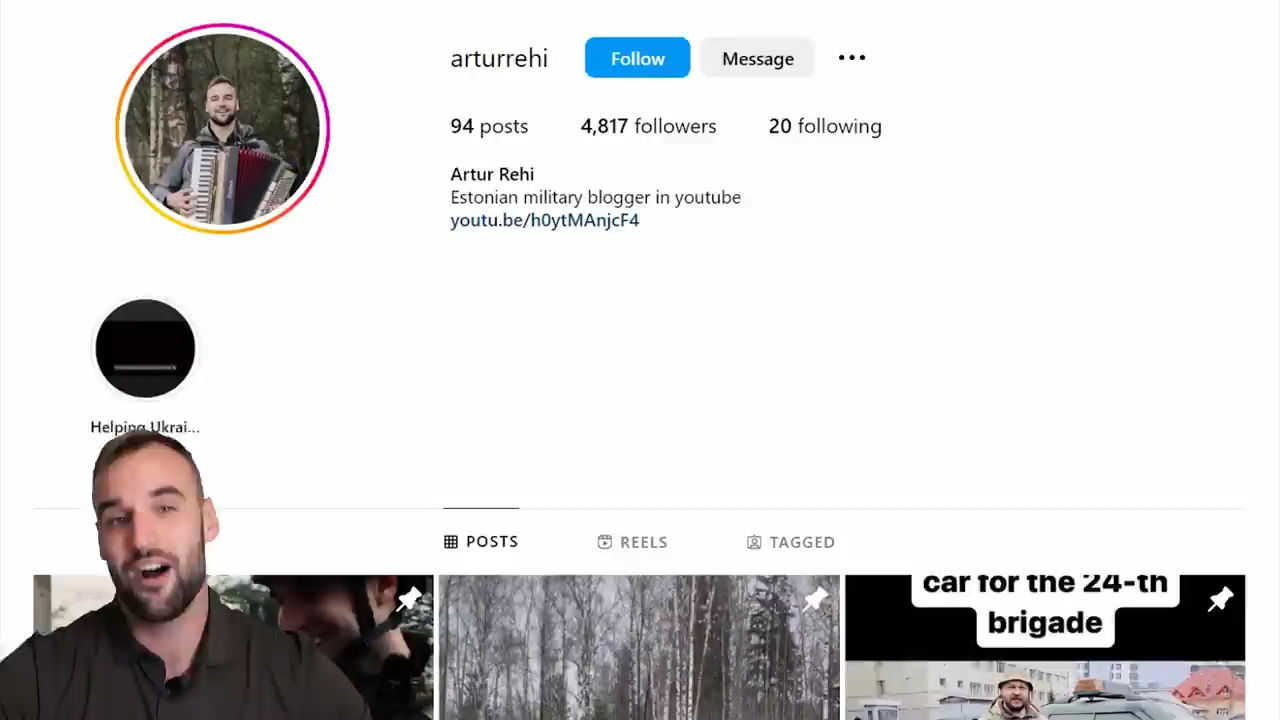 arturrehi Follow Message
94 posts 4,817 followers 20 following
Artur Rehi
Estonian military blogger in youtube
youtu.be/h0ytMAnjcF4
Helping Ukrai...
POSTS REELS TAGGED
car for the 24-th
brigade